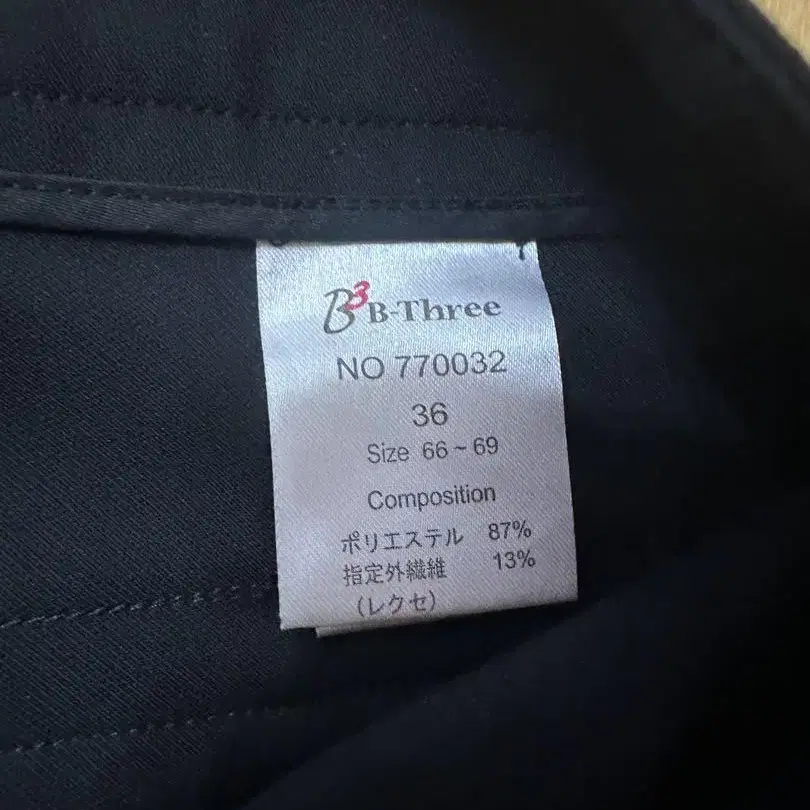 B3 B-Three
NO 770032
36
Size 66~69
Composition
ポリエステル 87%
指定外繊維 13%
(レクセ)